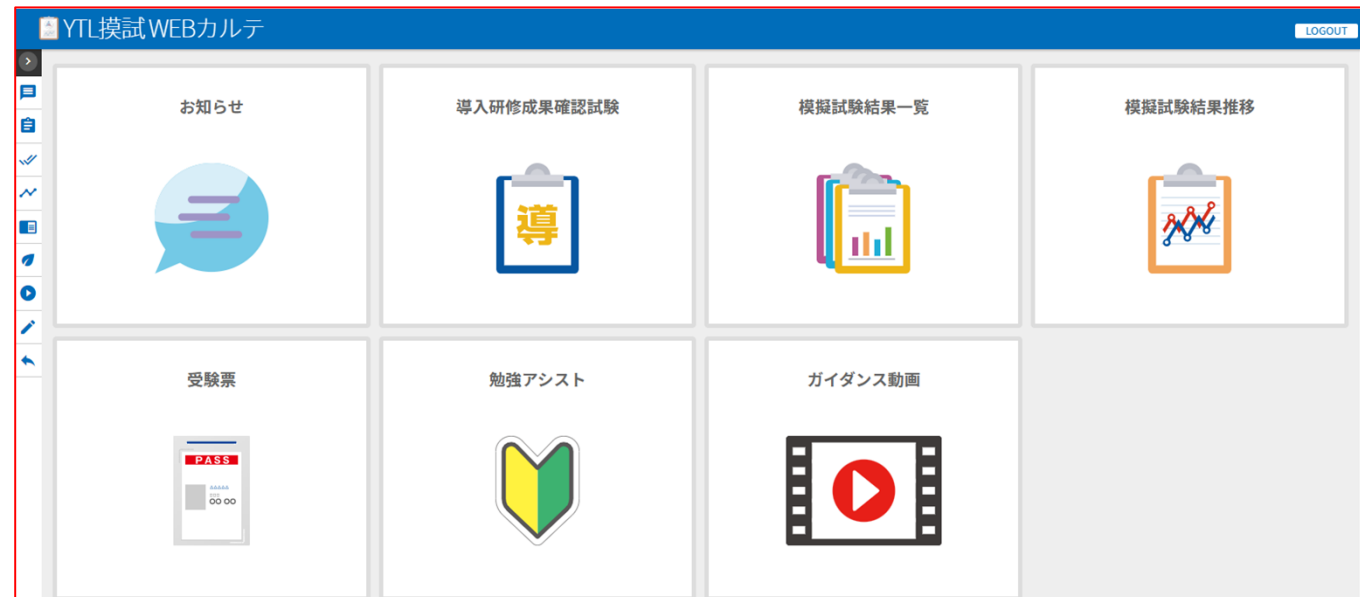 YTL摸試WEBカルテ
LOGOUT
お知らせ
導入研修成果確認試験
模擬試験結果一覧
模擬試験結果推移
導
受験票
勉強アシスト
ガイダンス動画
PASS